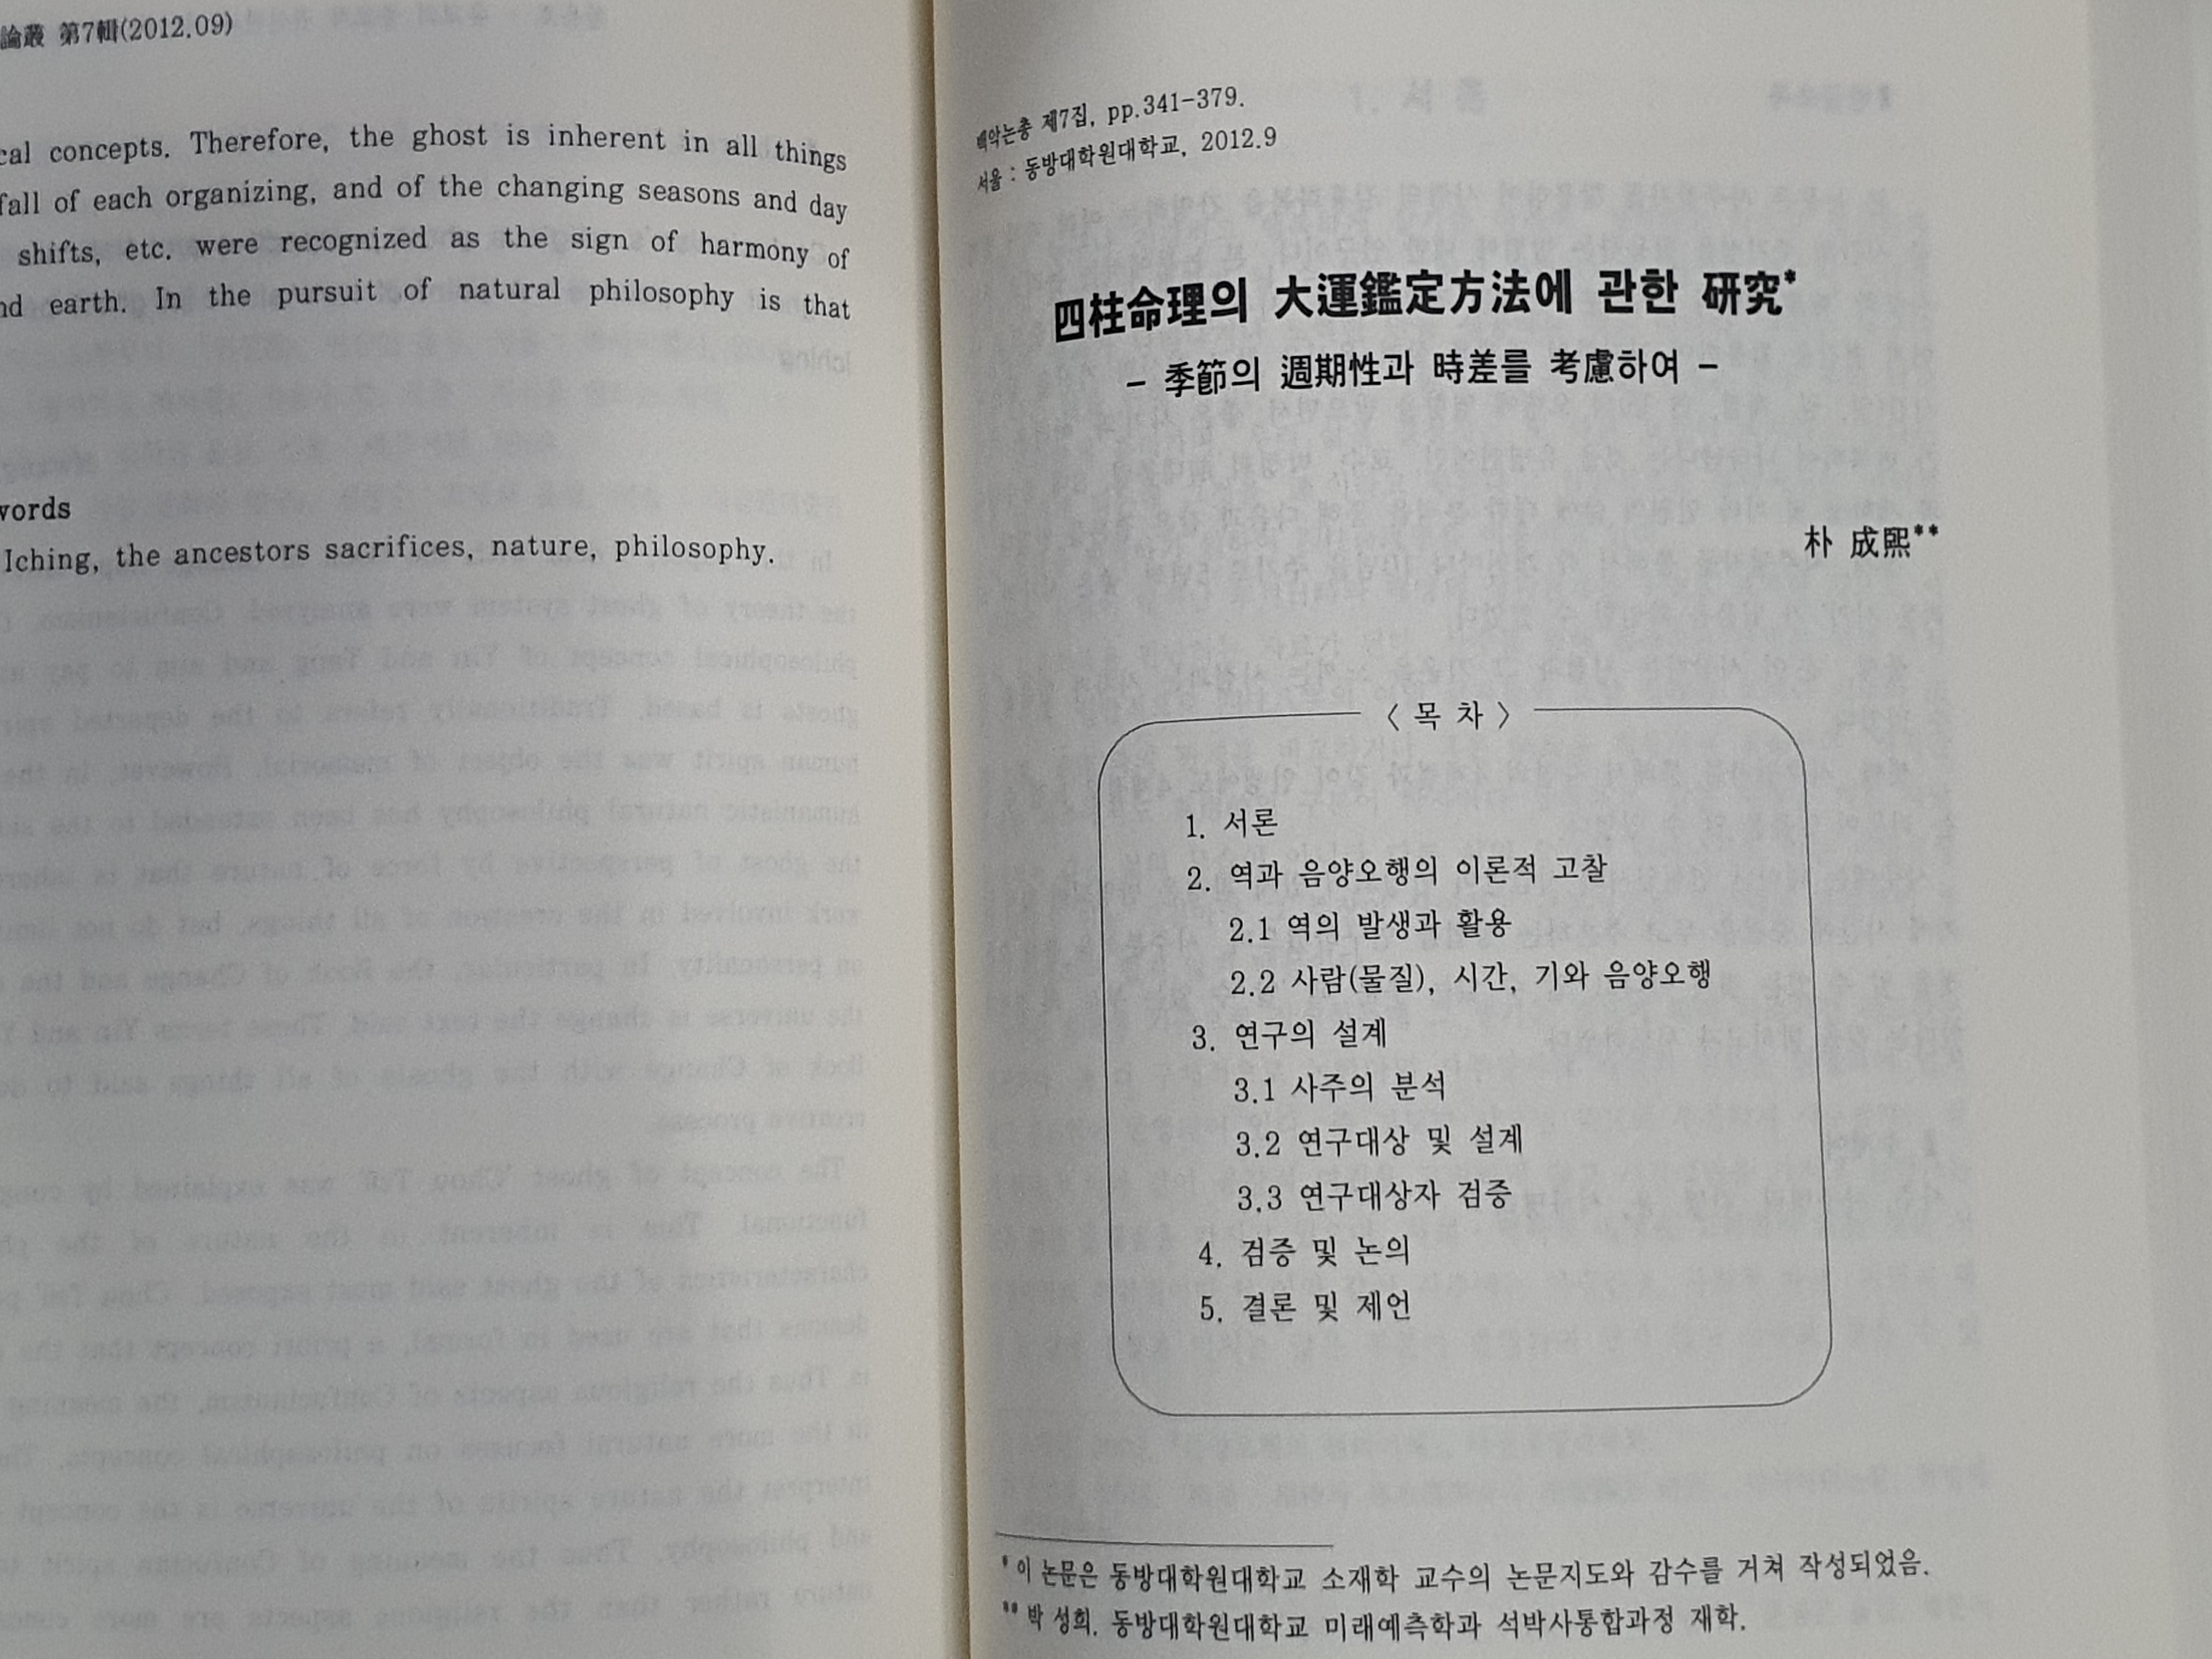 論叢 第7輯(2012.09)
cal concepts. Therefore, the ghost is inherent in all things
fall of each organizing, and of the changing seasons and day
shifts, etc. were recognized as the sign of harmony of
nd earth. In the pursuit of natural philosophy is that
words
Iching, the ancestors sacrifices, nature, philosophy.
백악논총 제7집, pp.341-379.
서울 : 동방대학원대학교, 2012.9
四柱命理의 大運鑑定方法에 관한 硏究*
- 季節의 週期性과 時差를 考慮하여 -
朴 成熙**
〈 목 차 〉
1. 서론
2. 역과 음양오행의 이론적 고찰
2.1 역의 발생과 활용
2.2 사람(물질), 시간, 기와 음양오행
3. 연구의 설계
3.1 사주의 분석
3.2 연구대상 및 설계
3.3 연구대상자 검증
4. 검증 및 논의
5. 결론 및 제언
* 이 논문은 동방대학원대학교 소재학 교수의 논문지도와 감수를 거쳐 작성되었음.
** 박 성희. 동방대학원대학교 미래예측학과 석박사통합과정 재학.